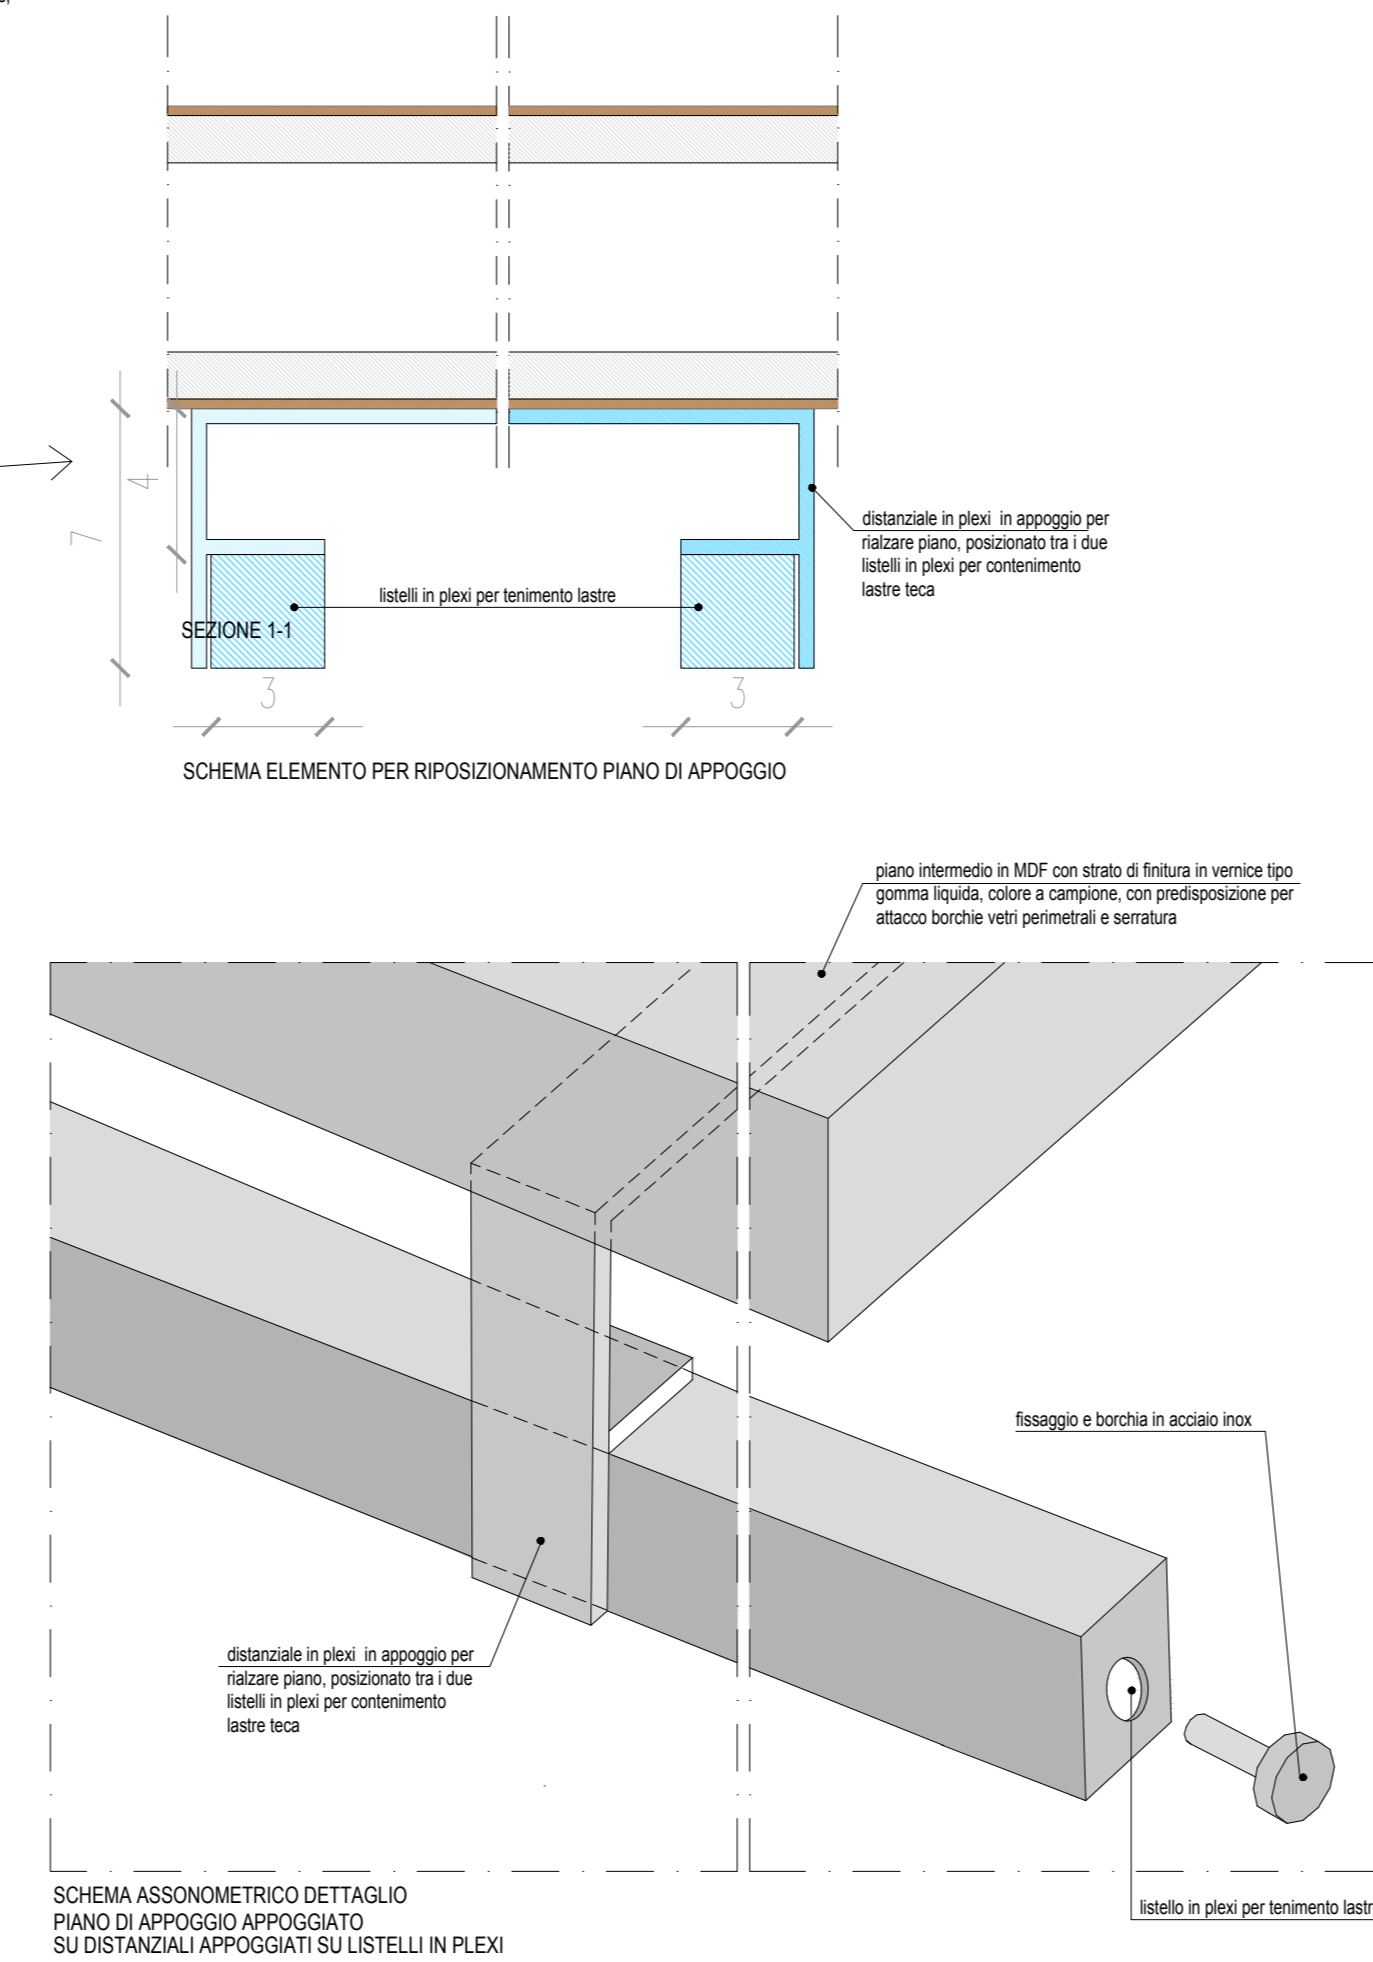 4
7
distanziale in plexi  in appoggio per
rialzare piano, posizionato tra i due
listelli in plexi per contenimento
lastre teca
listelli in plexi per tenimento lastre
SEZIONE 1-1
3
3
SCHEMA ELEMENTO PER RIPOSIZIONAMENTO PIANO DI APPOGGIO
piano intermedio in MDF con strato di finitura in vernice tipo
gomma liquida, colore a campione, con predisposizione per
attacco borchie vetri perimetrali e serratura
fissaggio e borchia in acciaio inox
distanziale in plexi  in appoggio per
rialzare piano, posizionato tra i due
listelli in plexi per contenimento
lastre teca
listello in plexi per tenimento lastr
SCHEMA ASSONOMETRICO DETTAGLIO
PIANO DI APPOGGIO APPOGGIATO
SU DISTANZIALI APPOGGIATI SU LISTELLI IN PLEXI